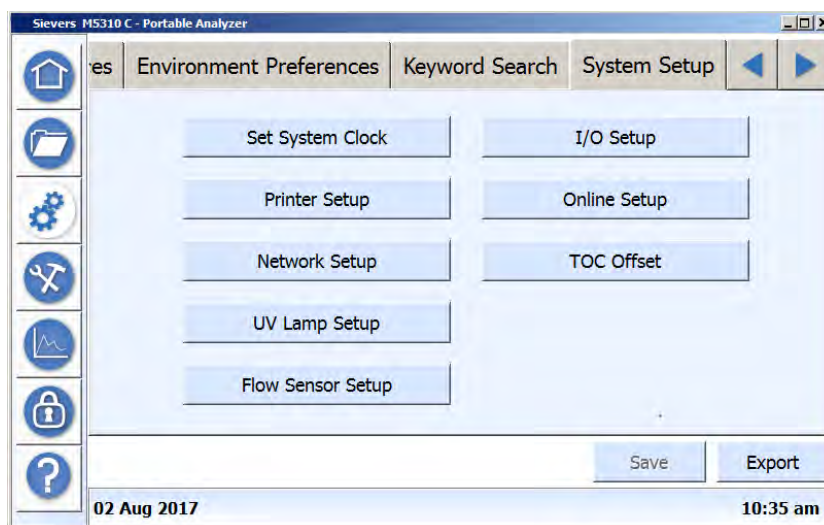 Sievers M5310 C - Portable Analyzer
es Environment Preferences Keyword Search System Setup
Set System Clock I/O Setup
Printer Setup Online Setup
Network Setup TOC Offset
UV Lamp Setup
Flow Sensor Setup
Save Export
?
02 Aug 2017 10:35 am